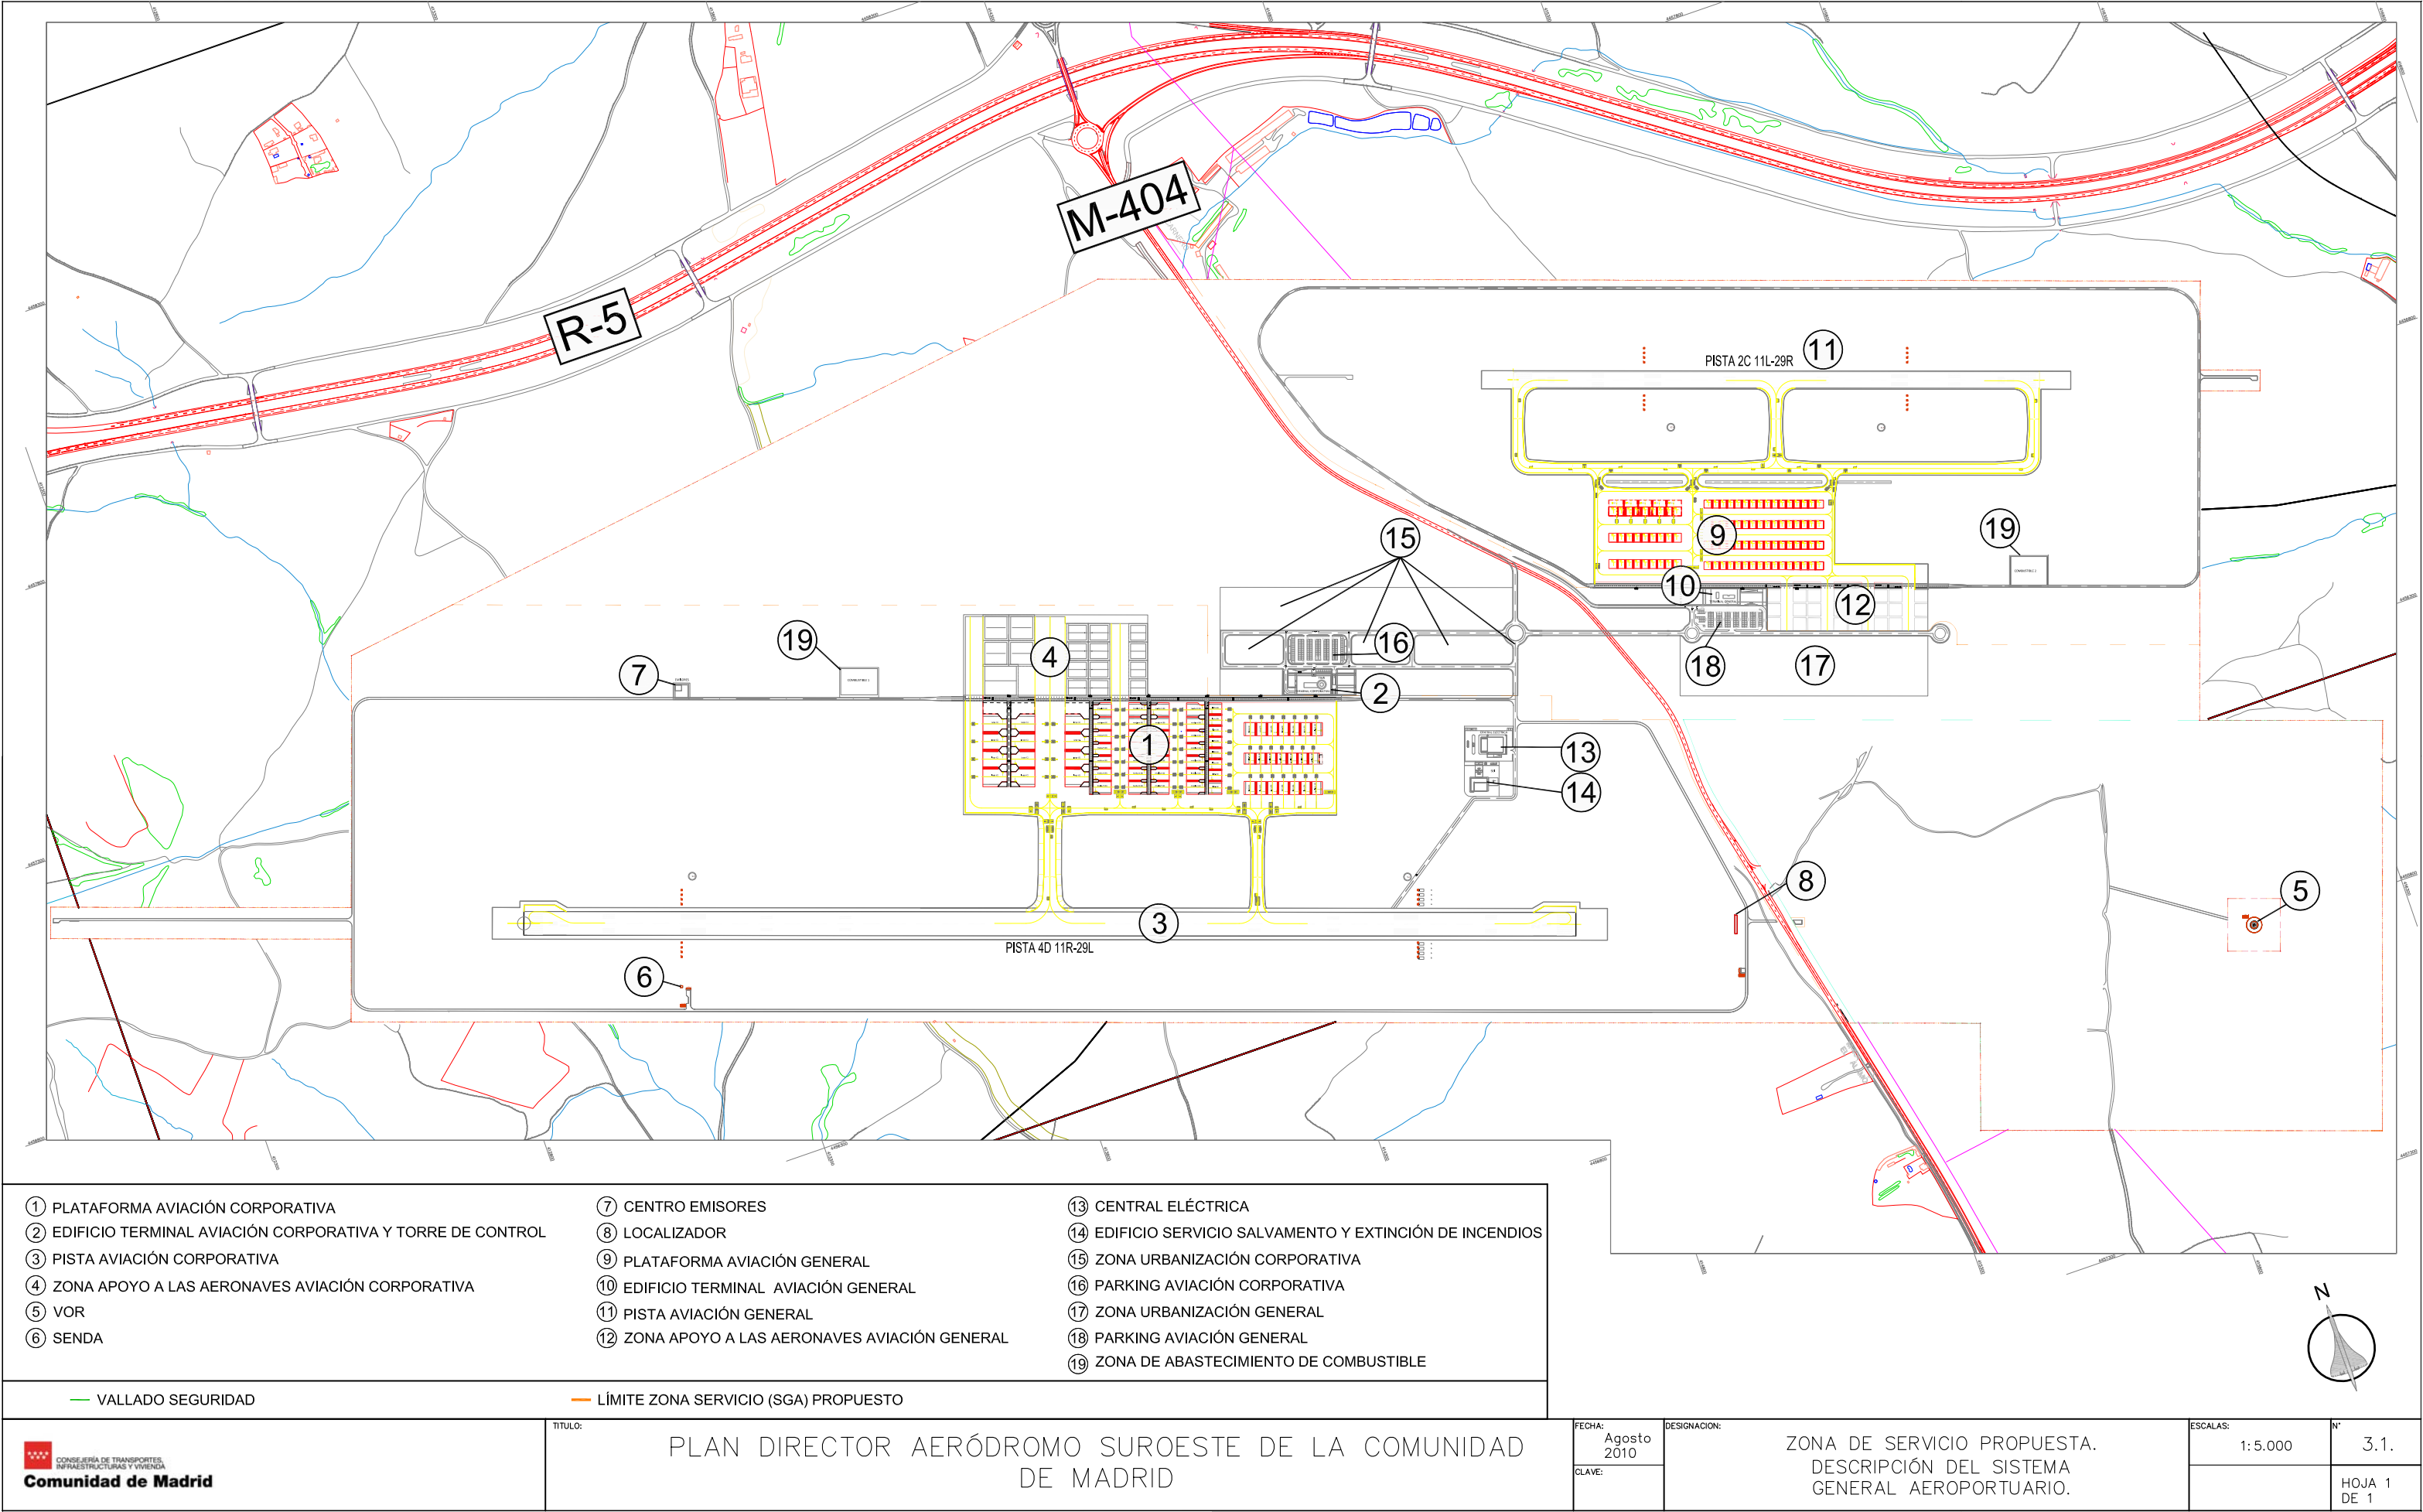 M-404
R-5
PISTA 2C 11L-29R
11
15
9
19
10
12
16
19
4
18
17
7
2
1
13
14
8
5
3
PISTA 4D 11R-29L
6
1 PLATAFORMA AVIACIÓN CORPORATIVA
2 EDIFICIO TERMINAL AVIACIÓN CORPORATIVA Y TORRE DE CONTROL
3 PISTA AVIACIÓN CORPORATIVA
4 ZONA APOYO A LAS AERONAVES AVIACIÓN CORPORATIVA
5 VOR
6 SENDA
7 CENTRO EMISORES
8 LOCALIZADOR
9 PLATAFORMA AVIACIÓN GENERAL
10 EDIFICIO TERMINAL AVIACIÓN GENERAL
11 PISTA AVIACIÓN GENERAL
12 ZONA APOYO A LAS AERONAVES AVIACIÓN GENERAL
13 CENTRAL ELÉCTRICA
14 EDIFICIO SERVICIO SALVAMENTO Y EXTINCIÓN DE INCENDIOS
15 ZONA URBANIZACIÓN CORPORATIVA
16 PARKING AVIACIÓN CORPORATIVA
17 ZONA URBANIZACIÓN GENERAL
18 PARKING AVIACIÓN GENERAL
19 ZONA DE ABASTECIMIENTO DE COMBUSTIBLE
N
VALLADO SEGURIDAD
LÍMITE ZONA SERVICIO (SGA) PROPUESTO
CONSEJERÍA DE TRANSPORTES,
INFRAESTRUCTURAS Y VIVIENDA
Comunidad de Madrid
TITULO:
PLAN DIRECTOR AERÓDROMO SUROESTE DE LA COMUNIDAD
DE MADRID
FECHA:
Agosto
2010
CLAVE:
DESIGNACION:
ZONA DE SERVICIO PROPUESTA.
DESCRIPCIÓN DEL SISTEMA
GENERAL AEROPORTUARIO.
ESCALAS:
1:5.000
N°
3.1.
HOJA 1
DE 1